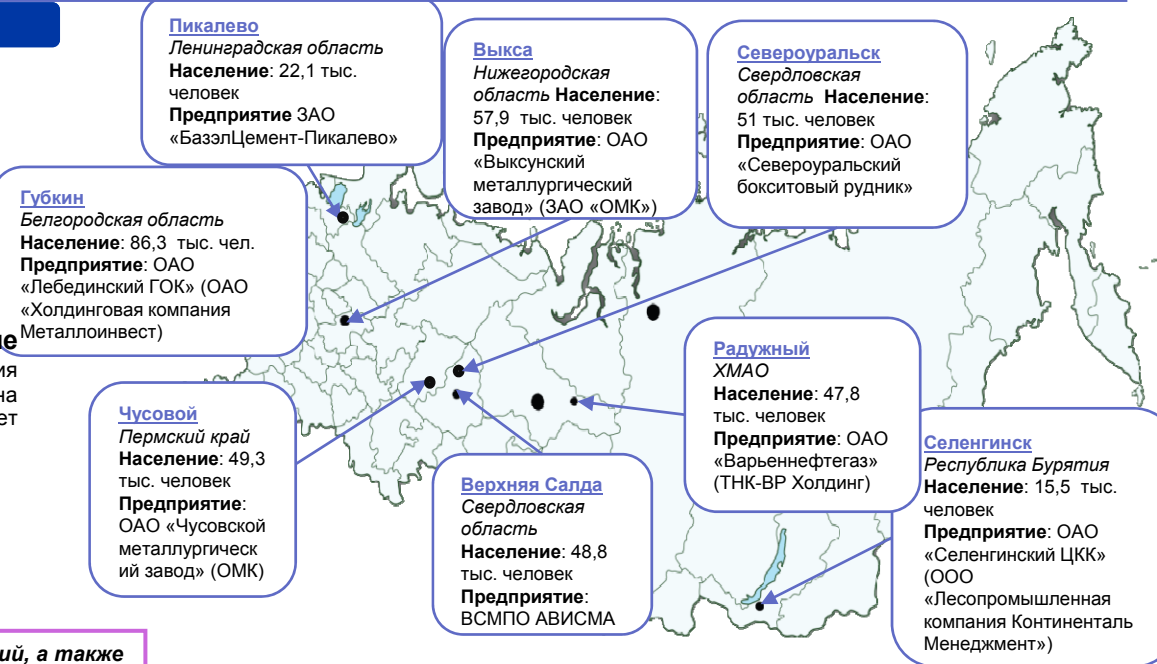 Пикалево
Ленинградская область
Население: 22,1 тыс.
человек
Предприятие ЗАО
«БазэлЦемент-Пикалево»
Выкса
Нижегородская
область Население:
57,9 тыс. человек
Предприятие: ОАО
«Выксунский
металлургический
завод» (ЗАО «ОМК»)
Североуральск
Свердловская
область Население:
51 тыс. человек
Предприятие: ОАО
«Североуральский
бокситовый рудник»
Губкин
Белгородская область
Население: 86,3 тыс. чел.
Предприятие: ОАО
«Лебединский ГОК» (ОАО
«Холдинговая компания
Металлоинвест)
ия
на
ет
Чусовой
Пермский край
Население: 49,3
тыс. человек
Предприятие:
ОАО «Чусовской
металлургическ
ий завод» (ОМК)
Верхняя Салда
Свердловская
область
Население: 48,8
тыс. человек
Предприятие:
ВСМПО АВИСМА
Радужный
ХМАО
Население: 47,8
тыс. человек
Предприятие: ОАО
«Варьеннефтегаз»
(ТНК-ВР Холдинг)
Селенгинск
Республика Бурятия
Население: 15,5 тыс.
человек
Предприятие: ОАО
«Селенгинский ЦКК»
(ООО
«Лесопромышленная
компания Континенталь
Менеджмент»)
ий, а также